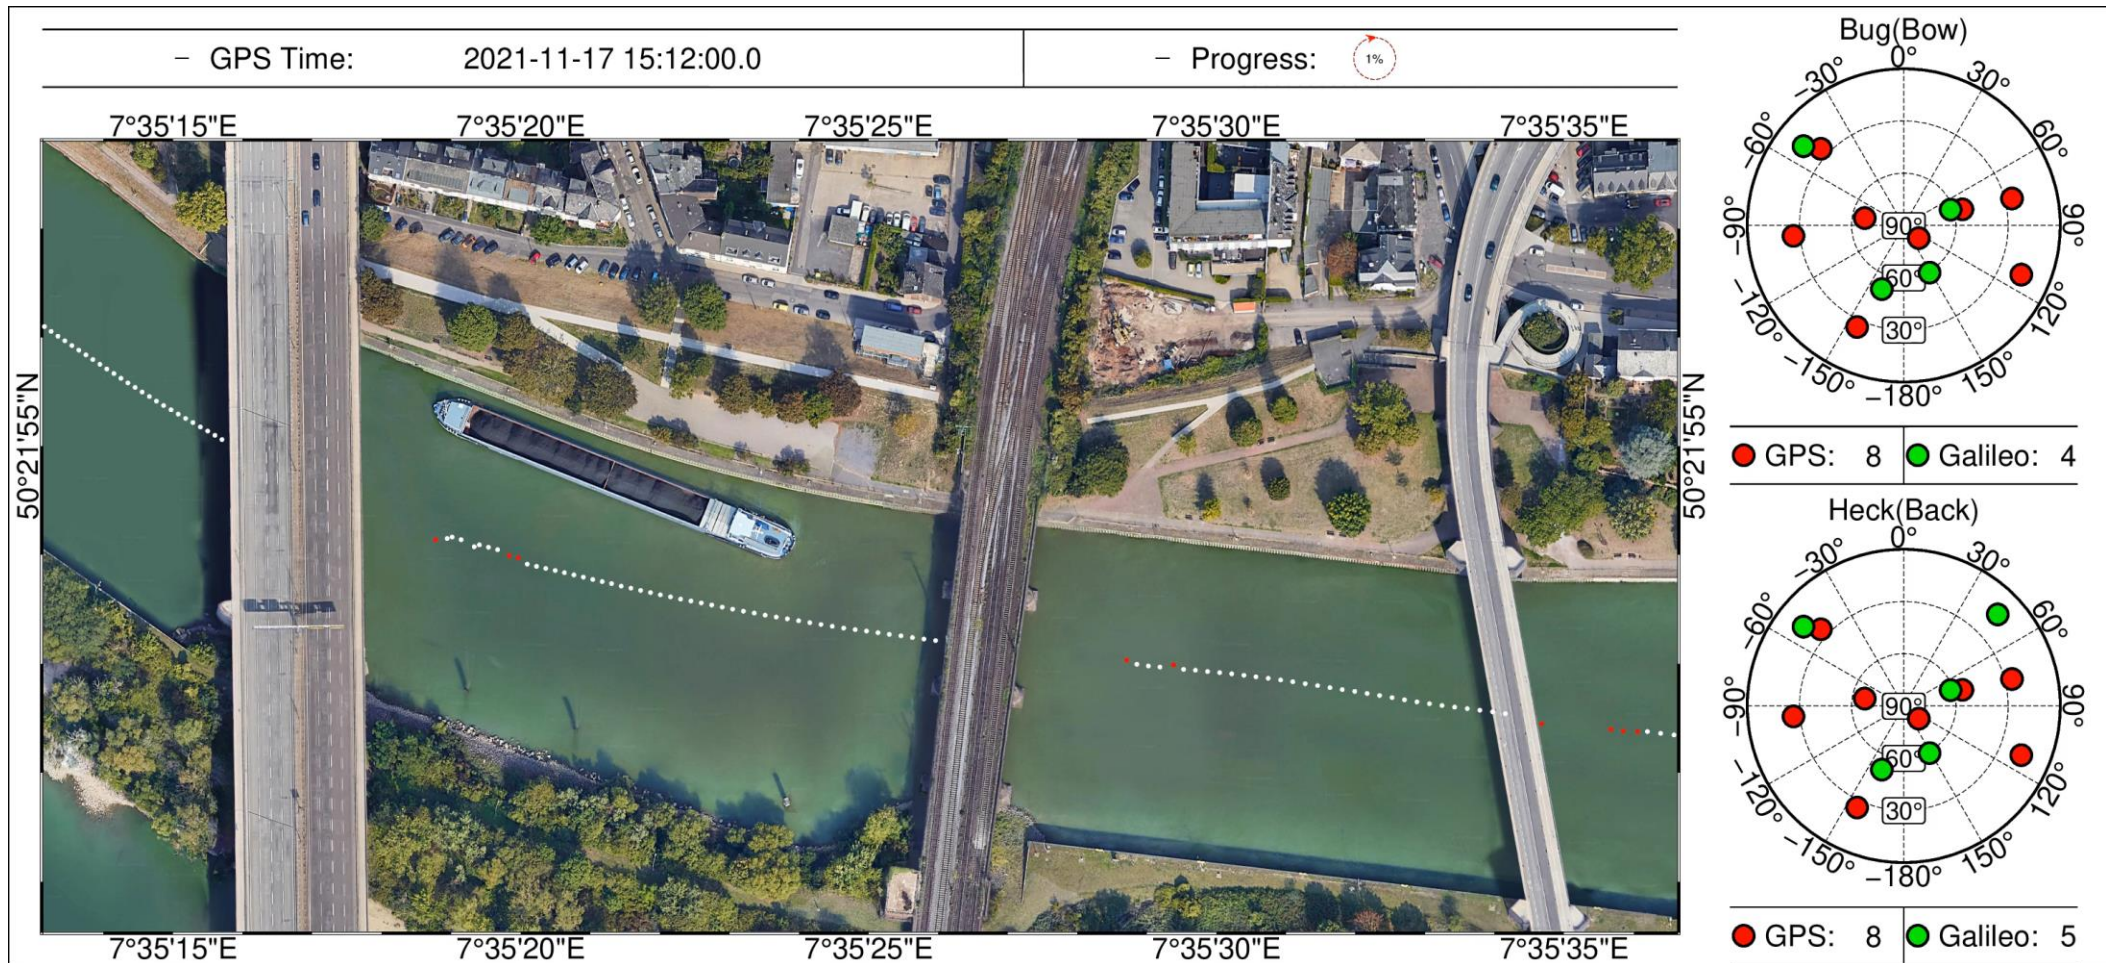 – GPS Time: 2021-11-17 15:12:00.0 – Progress: 1%
7°35'15"E 7°35'20"E 7°35'25"E 7°35'30"E 7°35'35"E
50°21'55"N 50°21'55"N
7°35'15"E 7°35'20"E 7°35'25"E 7°35'30"E 7°35'35"E
Bug(Bow)
0°
−30° 30°
−60° 60°
−90° 90° 90°
60°
−120° 120°
30°
−150° 150°
−180°
GPS: 8 Galileo: 4
Heck(Back)
0°
−30° 30°
−60° 60°
−90° 90° 90°
60°
−120° 120°
30°
−150° 150°
−180°
GPS: 8 Galileo: 5